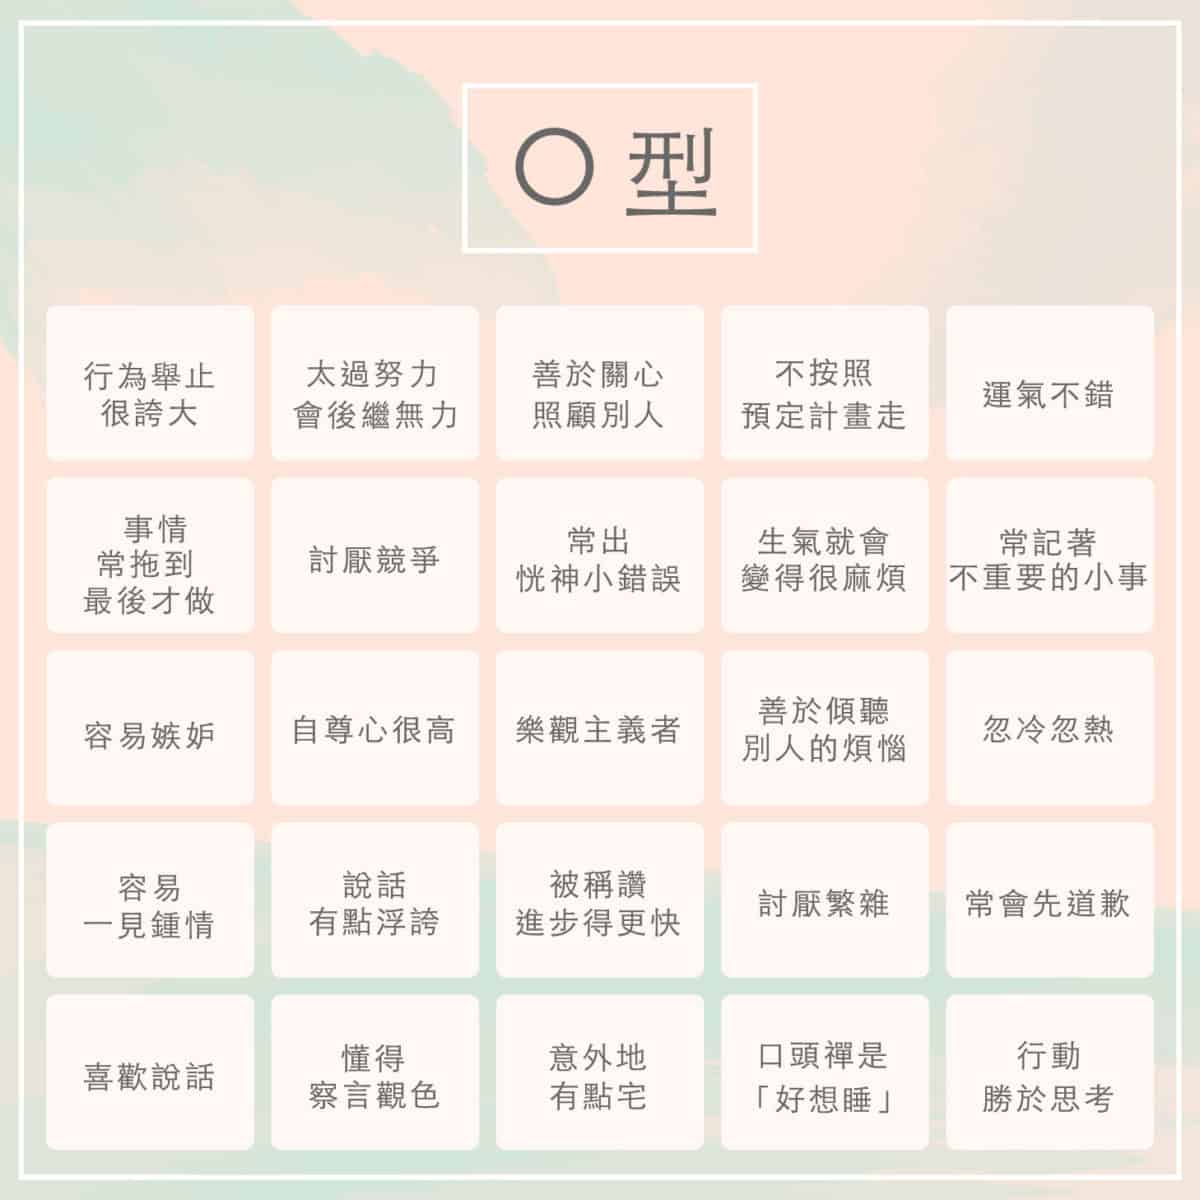 O 型
行為舉止
很誇大
太過努力
會後繼無力
善於關心
照顧別人
不按照
預定計畫走
運氣不錯
事情
常拖到
最後才做
討厭競爭
常出
恍神小錯誤
生氣就會
變得很麻煩
常記著
不重要的小事
容易嫉妒
自尊心很高
樂觀主義者
善於傾聽
別人的煩惱
忽冷忽熱
容易
一見鍾情
說話
有點浮誇
被稱讚
進步得更快
討厭繁雜
常會先道歉
喜歡說話
懂得
察言觀色
意外地
有點宅
口頭禪是
「好想睡」
行動
勝於思考